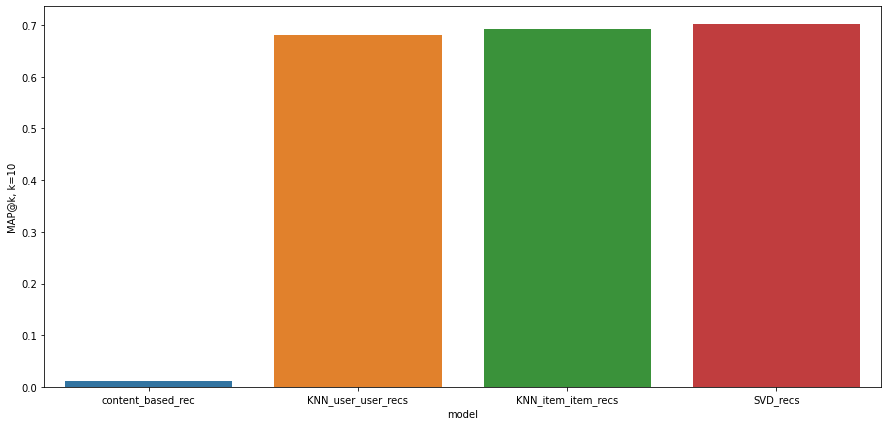 MAP@k, k=10
0.7
0.6
0.5
0.4
0.3
0.2
0.1
0.0
content_based_rec
KNN_user_user_recs
KNN_item_item_recs
SVD_recs
model